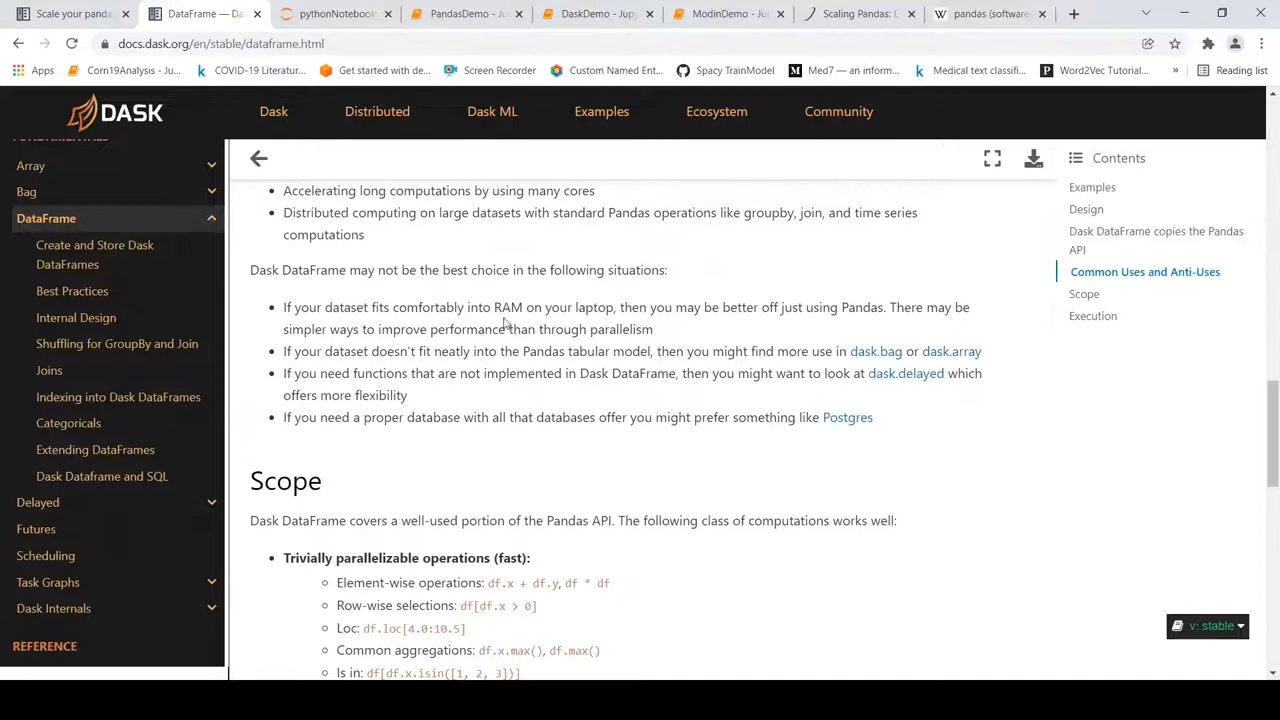 Scale your panda
DataFrame — Da
pythonNotebook
PandasDemo - Ju
DaskDemo - Jupy
ModinDemo - Jup
Scaling Pandas: D
pandas (software
docs.dask.org/en/stable/dataframe.html
Apps
Corn19Analysis - Ju...
COVID-19 Literatur...
Get started with de...
Screen Recorder
Custom Named Ent...
Spacy TrainModel
Med7 — an inform...
Medical text classifi...
Word2Vec Tutorial...
»
Reading list
DASK
Dask
Distributed
Dask ML
Examples
Ecosystem
Community
FUNDAMENTALS
Array
Bag
DataFrame
Create and Store Dask
DataFrames
Best Practices
Internal Design
Shuffling for GroupBy and Join
Joins
Indexing into Dask DataFrames
Categoricals
Extending DataFrames
Dask Dataframe and SQL
Delayed
Futures
Scheduling
Task Graphs
Dask Internals
REFERENCE
• Accelerating long computations by using many cores
• Distributed computing on large datasets with standard Pandas operations like groupby, join, and time series
computations
Dask DataFrame may not be the best choice in the following situations:
• If your dataset fits comfortably into RAM on your laptop, then you may be better off just using Pandas. There may be
simpler ways to improve performance than through parallelism
• If your dataset doesn't fit neatly into the Pandas tabular model, then you might find more use in dask.bag or dask.array
• If you need functions that are not implemented in Dask DataFrame, then you might want to look at dask.delayed which
offers more flexibility
• If you need a proper database with all that databases offer you might prefer something like Postgres
Scope
Dask DataFrame covers a well-used portion of the Pandas API. The following class of computations works well:
• Trivially parallelizable operations (fast):
Element-wise operations: df.x + df.y, df * df
Row-wise selections: df[df.x > 0]
Loc: df.loc[4.0:10.5]
Common aggregations: df.x.max(), df.max()
Is in: df[df.x.isin([1, 2, 3])]
Contents
Examples
Design
Dask DataFrame copies the Pandas
API
Common Uses and Anti-Uses
Scope
Execution
v: stable